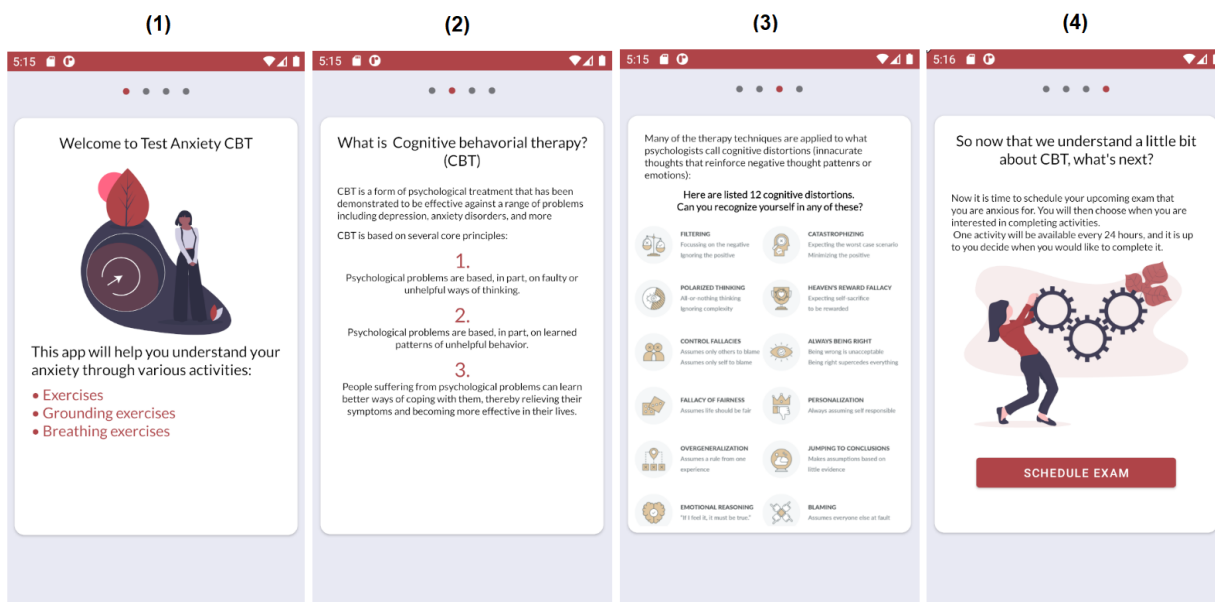 (1)
5:15
Welcome to Test Anxiety CBT
This app will help you understand your
anxiety through various activities:
• Exercises
• Grounding exercises
• Breathing exercises
(2)
5:15
What is Cognitive behavorial therapy?
(CBT)
CBT is a form of psychological treatment that has been
demonstrated to be effective against a range of problems
including depression, anxiety disorders, and more
CBT is based on several core principles:
1.
Psychological problems are based, in part, on faulty or
unhelpful ways of thinking.
2.
Psychological problems are based, in part, on learned
patterns of unhelpful behavior.
3.
People suffering from psychological problems can learn
better ways of coping with them, thereby relieving their
symptoms and becoming more effective in their lives.
(3)
5:15
Many of the therapy techniques are applied to what
psychologists call cognitive distortions (innacurate
thoughts that reinforce negative thought pattenrs or
emotions):
Here are listed 12 cognitive distortions.
Can you recognize yourself in any of these?
FILTERING
Focussing on the negative
Ignoring the positive
CATASTROPHIZING
Expecting the worst case scenario
Minimizing the positive
POLARIZED THINKING
All-or-nothing thinking
Ignoring complexity
HEAVEN'S REWARD FALLACY
Expecting self-sacrifice
to be rewarded
CONTROL FALLACIES
Assumes only others to blame
Assumes only self to blame
ALWAYS BEING RIGHT
Being wrong is unacceptable
Being right supercedes everything
FALLACY OF FAIRNESS
Assumes life should be fair
PERSONALIZATION
Always assuming self responsible
OVERGENERALIZATION
Assumes a rule from one
experience
JUMPING TO CONCLUSIONS
Makes assumptions based on
little evidence
EMOTIONAL REASONING
"If I feel it, it must be true."
BLAMING
Assumes everyone else at fault
(4)
5:16
So now that we understand a little bit
about CBT, what's next?
Now it is time to schedule your upcoming exam that
you are anxious for. You will then choose when you are
interested in completing activities.
One activity will be available every 24 hours, and it is up
to you decide when you would like to complete it.
SCHEDULE EXAM